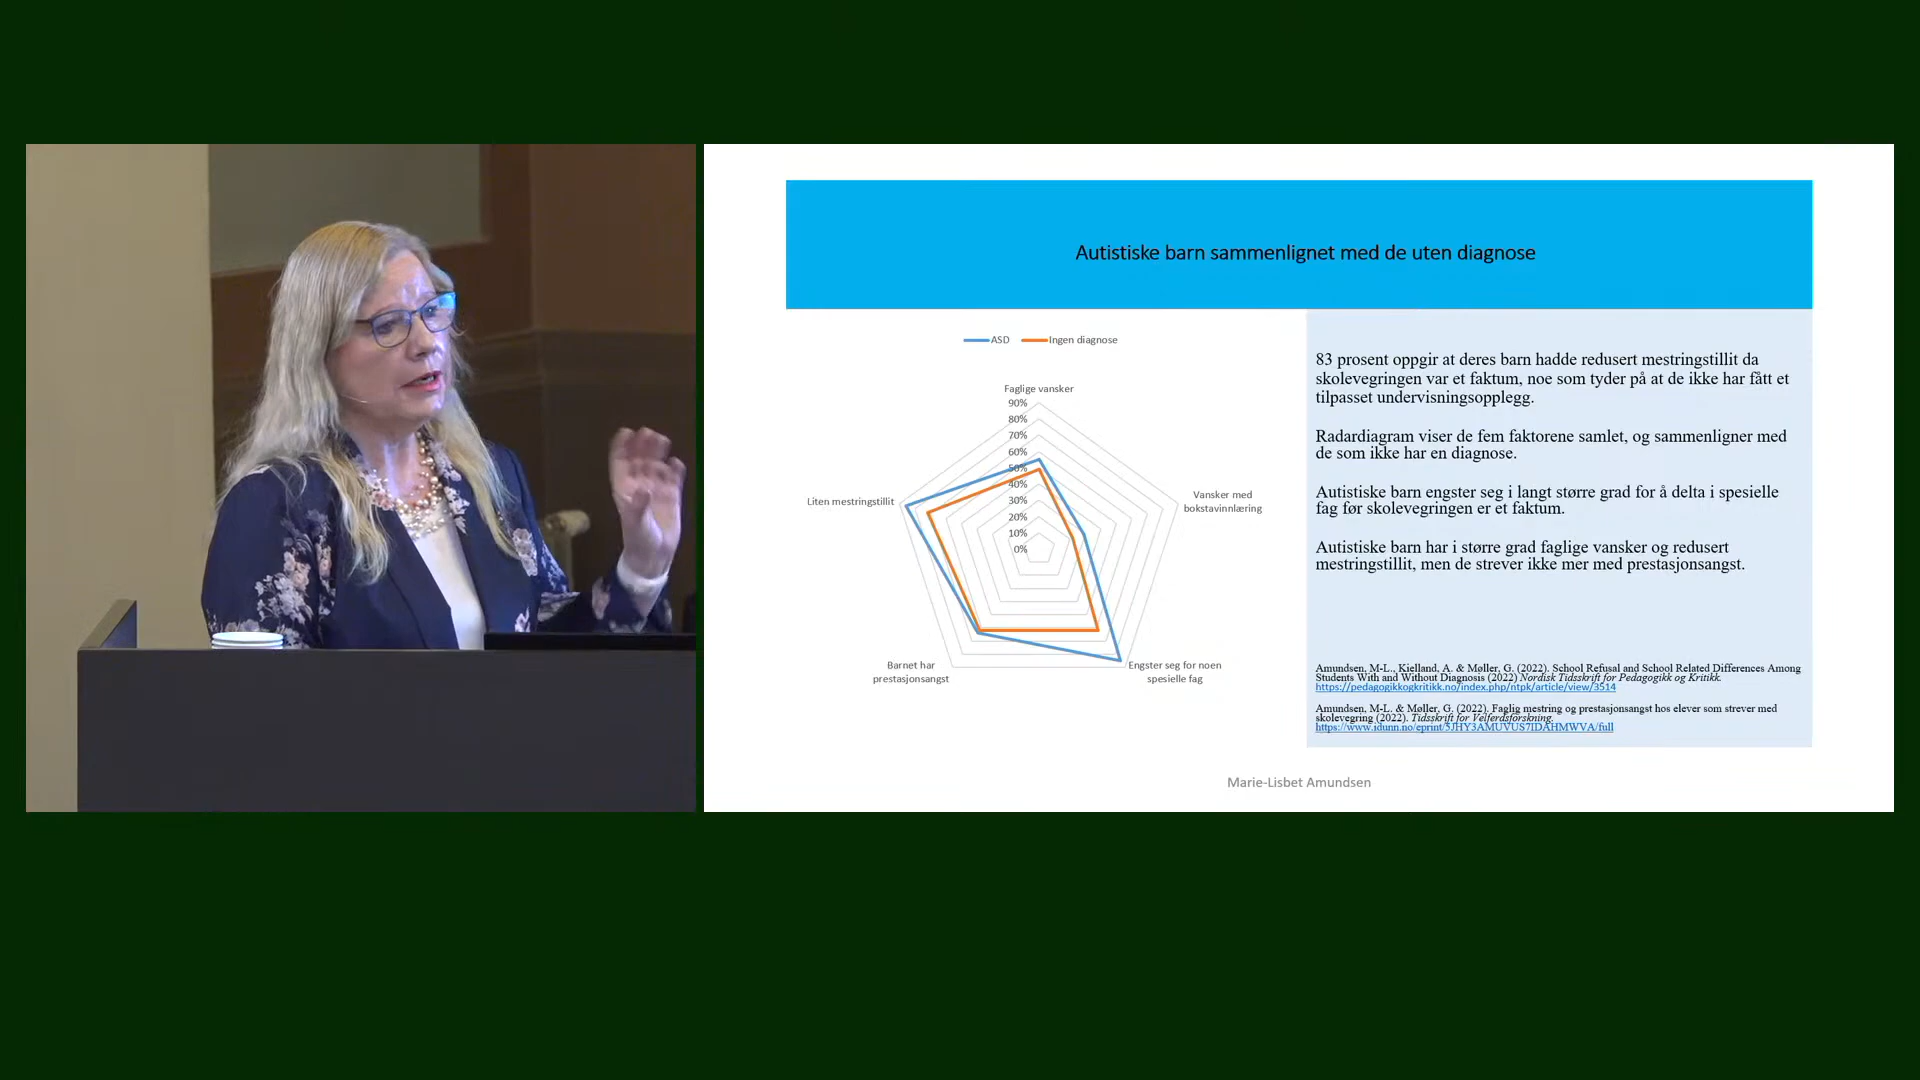 Autistiske barn sammenlignet med de uten diagnose
ASD
Ingen diagnose
Faglige vansker
90%
80%
70%
60%
50%
40%
30%
20%
10%
0%
Vansker med
bokstavinnlæring
Engster seg for noen
spesielle fag
Barnet har
prestasjonsangst
Liten mestringstillit
83 prosent oppgir at deres barn hadde redusert mestringstillit da
skolevegringen var et faktum, noe som tyder på at de ikke har fått et
tilpasset undervisningsopplegg.
Radardiagram viser de fem faktorene samlet, og sammenligner med
de som ikke har en diagnose.
Autistiske barn engster seg i langt større grad for å delta i spesielle
fag før skolevegringen er et faktum.
Autistiske barn har i større grad faglige vansker og redusert
mestringstillit, men de strever ikke mer med prestasjonsangst.
Amundsen, M-L., Kielland, A. & Møller, G. (2022). School Refusal and School Related Differences Among
Students With and Without Diagnosis (2022) Nordisk Tidsskrift for Pedagogikk og Kritikk.
https://pedagogikkogkritikk.no/index.php/ntpk/article/view/3514
Amundsen, M-L. & Møller, G. (2022). Faglig mestring og prestasjonsangst hos elever som strever med
skolevegring (2022). Tidsskrift for Velferdsforskning.
https://www.idunn.no/eprint/5JHY3AMUVUS7IDAHMWVA/full
Marie-Lisbet Amundsen